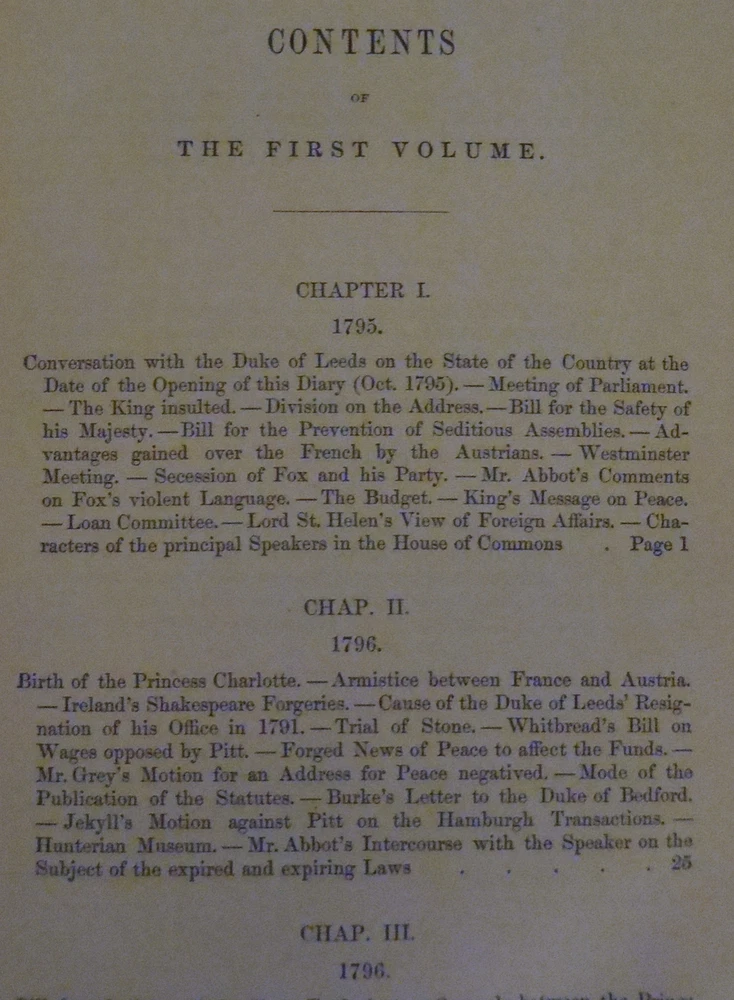 CONTENTS
OF
THE FIRST VOLUME.
CHAPTER I.
1795.
Conversation with the Duke of Leeds on the State of the Country at the
Date of the Opening of this Diary (Oct. 1795). — Meeting of Parliament.
— The King insulted. — Division on the Address. — Bill for the Safety of
his Majesty. — Bill for the Prevention of Seditious Assemblies. — Ad-
vantages gained over the French by the Austrians. — Westminster
Meeting. — Secession of Fox and his Party. — Mr. Abbot's Comments
on Fox's violent Language. — The Budget. — King's Message on Peace.
— Loan Committee. — Lord St. Helen's View of Foreign Affairs. — Cha-
racters of the principal Speakers in the House of Commons . Page 1
CHAP. II.
1796.
Birth of the Princess Charlotte. — Armistice between France and Austria.
— Ireland's Shakespeare Forgeries. — Cause of the Duke of Leeds' Resig-
nation of his Office in 1791. — Trial of Stone. — Whitbread's Bill on
Wages opposed by Pitt. — Forged News of Peace to affect the Funds. —
Mr. Grey's Motion for an Address for Peace negatived. — Mode of the
Publication of the Statutes. — Burke's Letter to the Duke of Bedford.
— Jekyll's Motion against Pitt on the Hamburgh Transactions. —
Hunterian Museum. — Mr. Abbot's Intercourse with the Speaker on the
Subject of the expired and expiring Laws . . . . . 25
CHAP. III.
1796.
between the